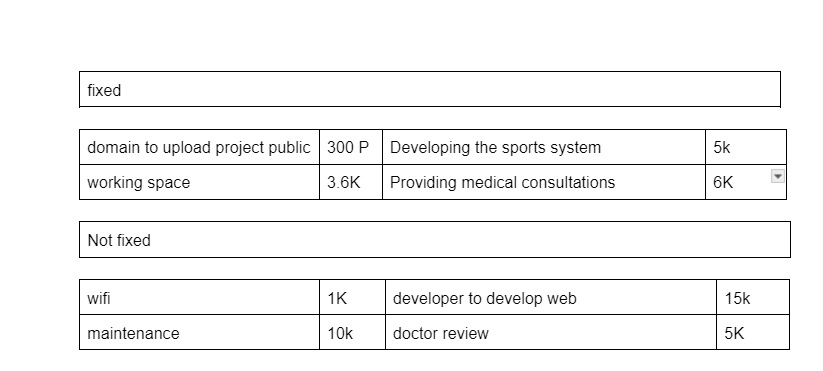 fixed
domain to upload project public 300 P Developing the sports system 5k
working space 3.6K Providing medical consultations 6K
Not fixed
wifi 1K developer to develop web 15k
maintenance 10k doctor review 5K